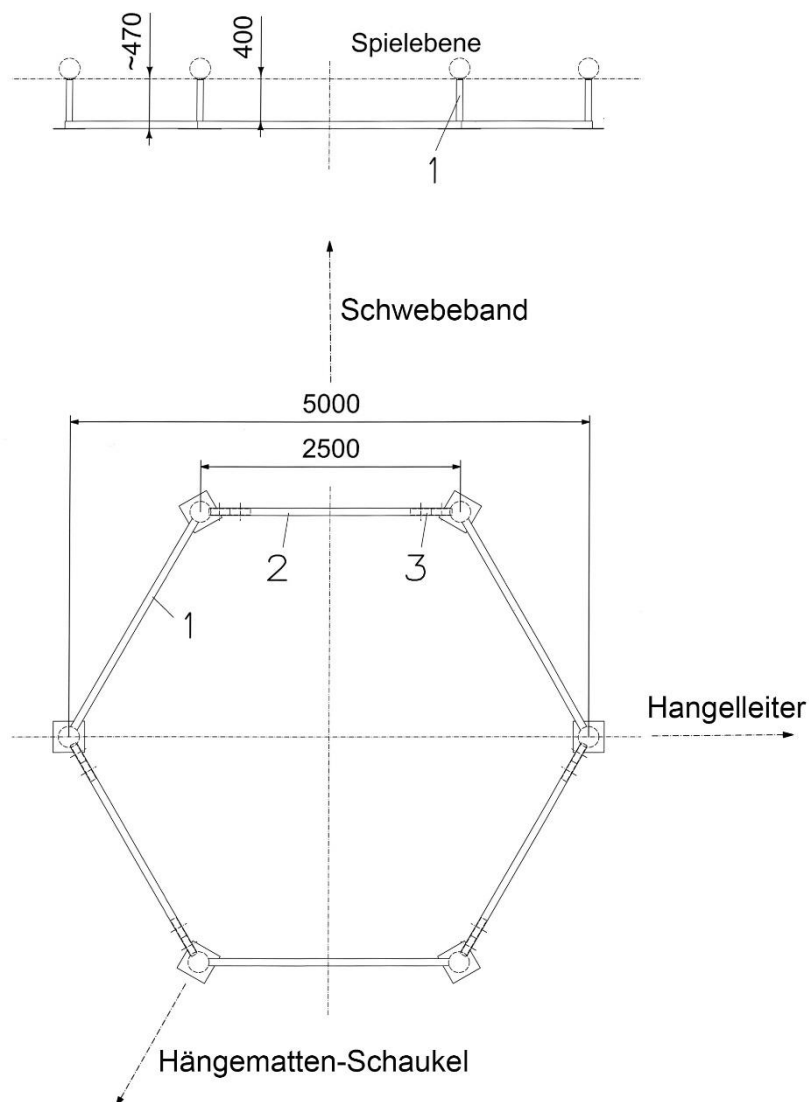 ~470
400
Spielebene
1
Schwebeband
5000
2500
2
3
1
Hangelleiter
Hängematten-Schaukel